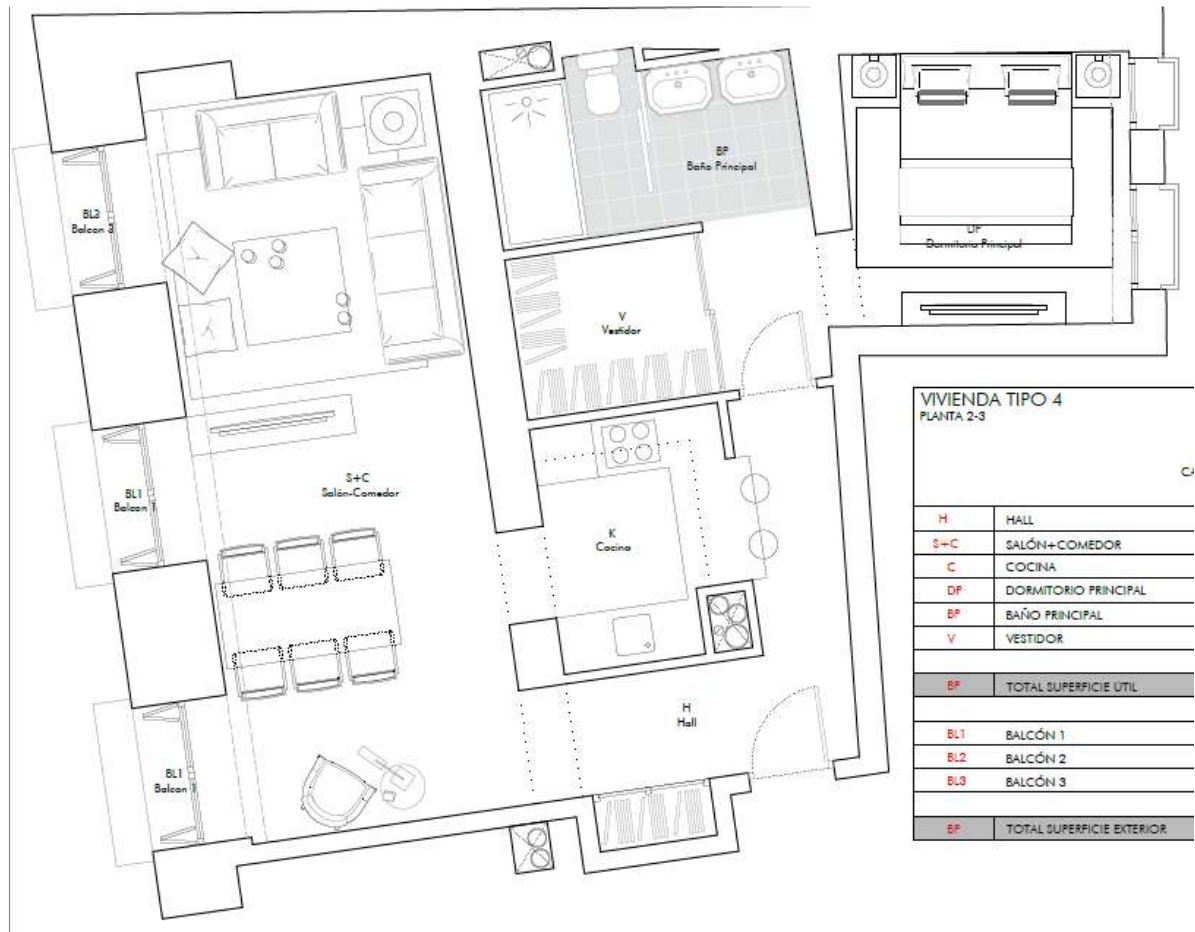 BP
Baño Principal
BL3
Balcon 3
DP
Dormitorio Principal
V
Vestidor
S+C
Salón-Comedor
BL1
Balcon 1
K
Cocina
H
Hall
BL1
Balcon 1
VIVIENDA TIPO 4
PLANTA 2-3
CA
H HALL
S+C SALÓN+COMEDOR
C COCINA
DP DORMITORIO PRINCIPAL
BP BAÑO PRINCIPAL
V VESTIDOR
BP TOTAL SUPERFICIE ÚTIL
BL1 BALCÓN 1
BL2 BALCÓN 2
BL3 BALCÓN 3
BP TOTAL SUPERFICIE EXTERIOR